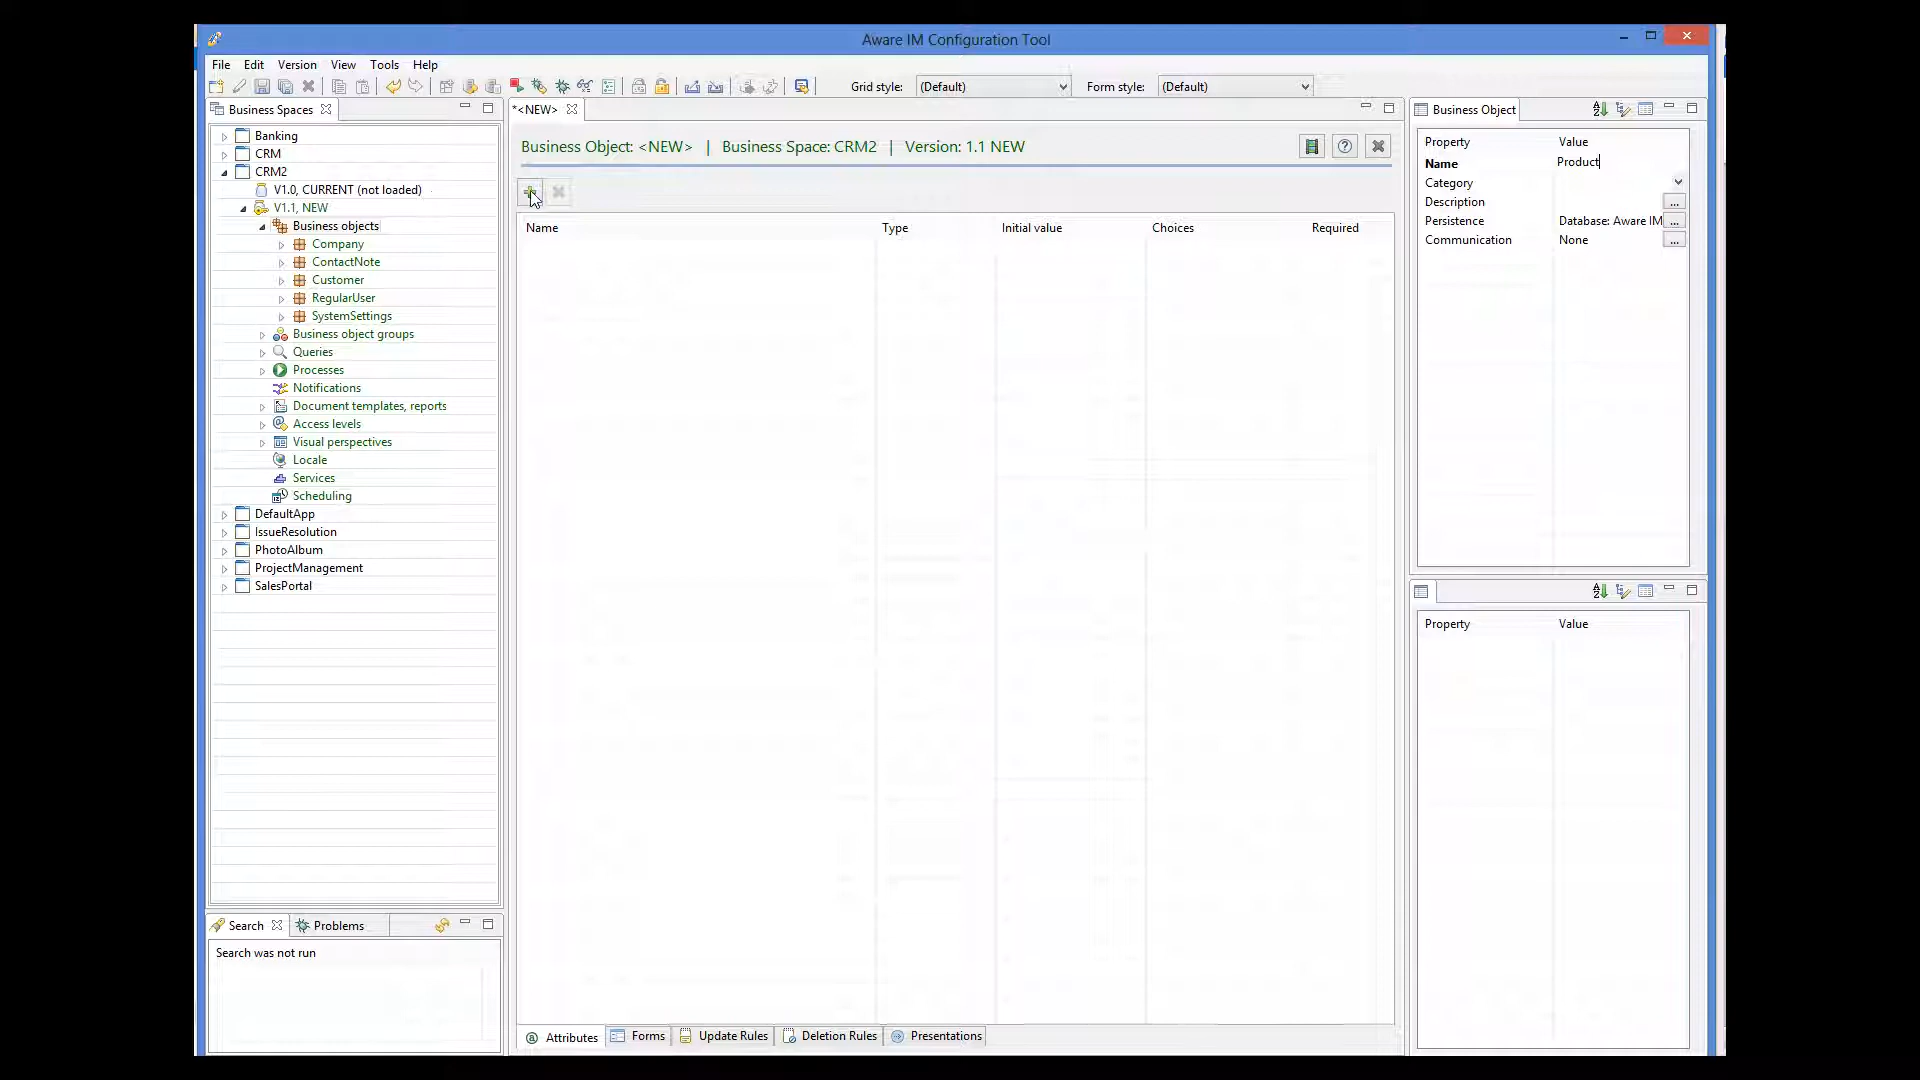 Aware IM Configuration Tool
File Edit Version View Tools Help
Grid style: (Default) Form style: (Default)
Business Spaces
Banking
CRM
CRM2
V1.0, CURRENT (not loaded)
V1.1, NEW
Business objects
Company
ContactNote
Customer
RegularUser
SystemSettings
Business object groups
Queries
Processes
Notifications
Document templates, reports
Access levels
Visual perspectives
Locale
Services
Scheduling
DefaultApp
IssueResolution
PhotoAlbum
ProjectManagement
SalesPortal
Search Problems
Search was not run
*<NEW>
Business Object: <NEW> | Business Space: CRM2 | Version: 1.1 NEW
Name Type Initial value Choices Required
Attributes Forms Update Rules Deletion Rules Presentations
Business Object
Property Value
Name Product
Category
Description ...
Persistence Database: Aware IM ...
Communication None ...
Property Value